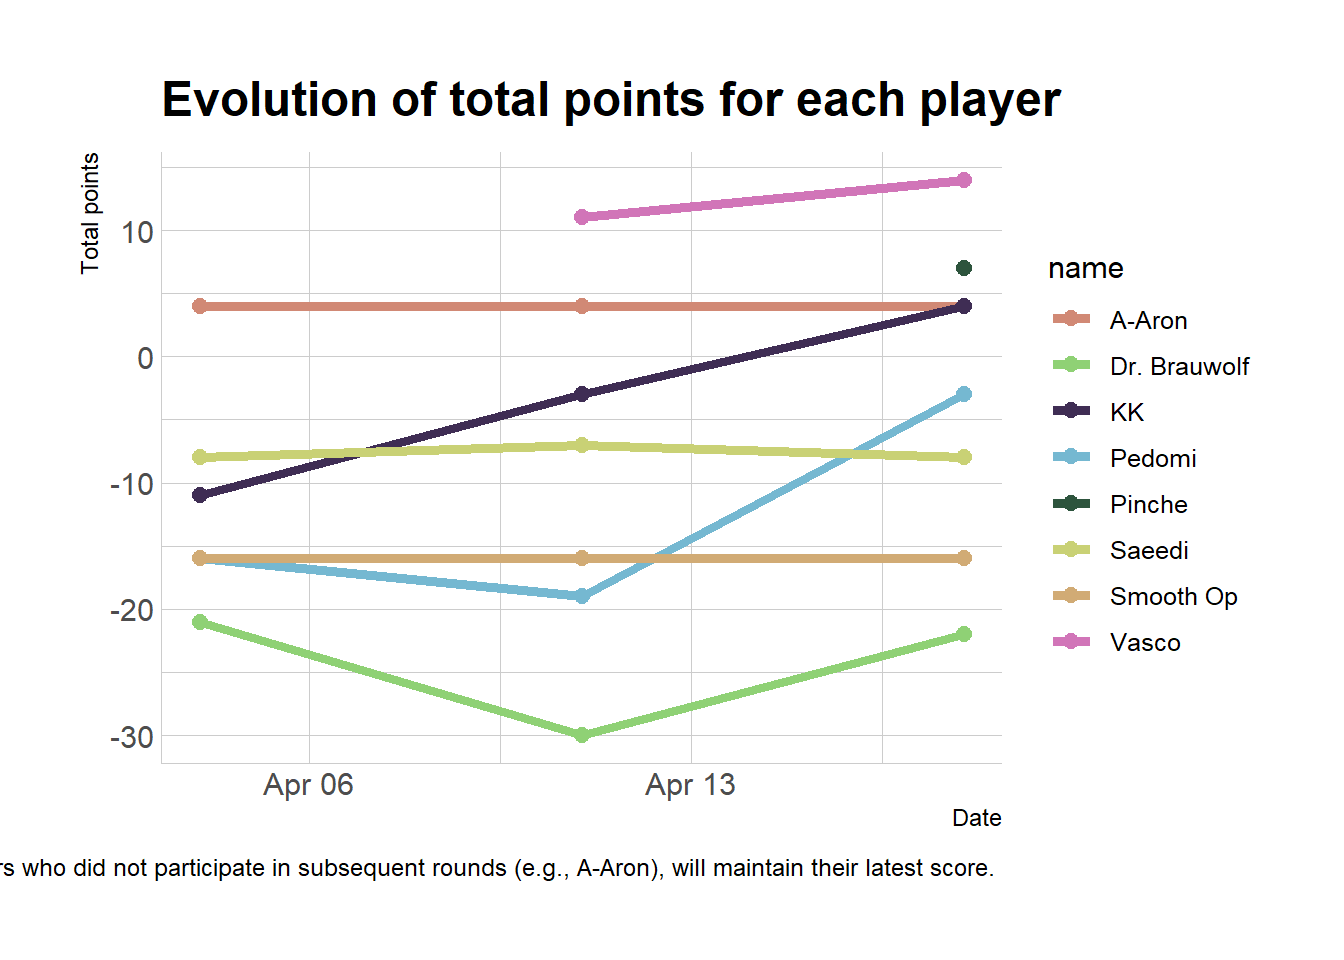 Evolution of total points for each player
Total points
10
0
-10
-20
-30
Apr 06
Apr 13
Date
name
A-Aron
Dr. Brauwolf
KK
Pedomi
Pinche
Saeedi
Smooth Op
Vasco
who did not participate in subsequent rounds (e.g., A-Aron), will maintain their latest score.